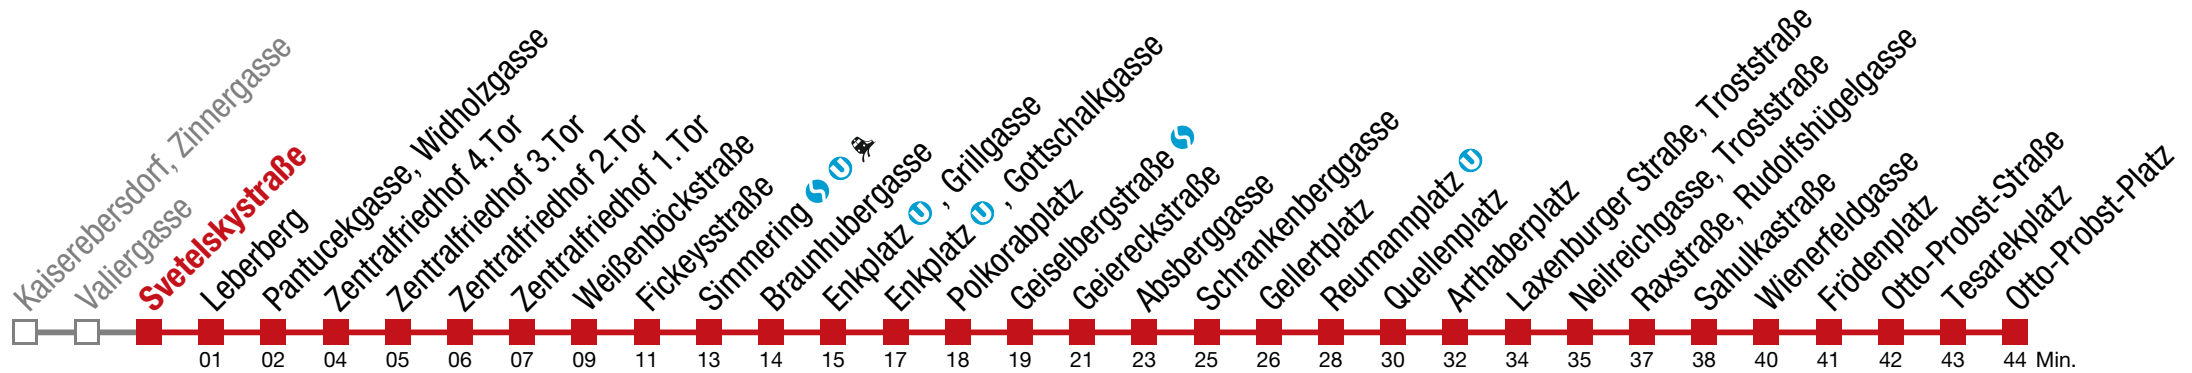 Kaiserebersdorf, Zinnergasse
Valiergasse
Svetelskystraße
Leberberg
Pantucekgasse, Widholzgasse
Zentralfriedhof 4.Tor
Zentralfriedhof 3.Tor
Zentralfriedhof 2.Tor
Zentralfriedhof 1.Tor
Weißenböckstraße
Fickeysstraße
Simmering S U
Braunhubergasse
Enkplatz U , Grillgasse
Enkplatz U , Gottschalkgasse
Polkorabplatz
Geiselbergstraße S
Geiereckstraße
Absberggasse
Schrankenberggasse
Gellertplatz
Reumannplatz U
Quellenplatz
Arthaberplatz
Laxenburger Straße, Troststraße
Neilreichgasse, Troststraße
Raxstraße, Rudolfshügelgasse
Sahulkastraße
Wienerfeldgasse
Frödenplatz
Otto-Probst-Straße
Tesarekplatz
Otto-Probst-Platz
01 02 04 05 06 07 09 11 13 14 15 17 18 19 21 23 25 26 28 30 32 34 35 37 38 40 41 42 43 44 Min.